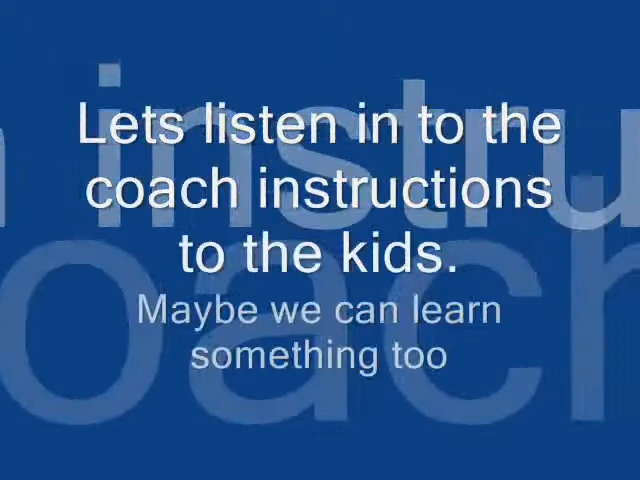 Lets listen in to the
coach instructions
to the kids.
Maybe we can learn
something too